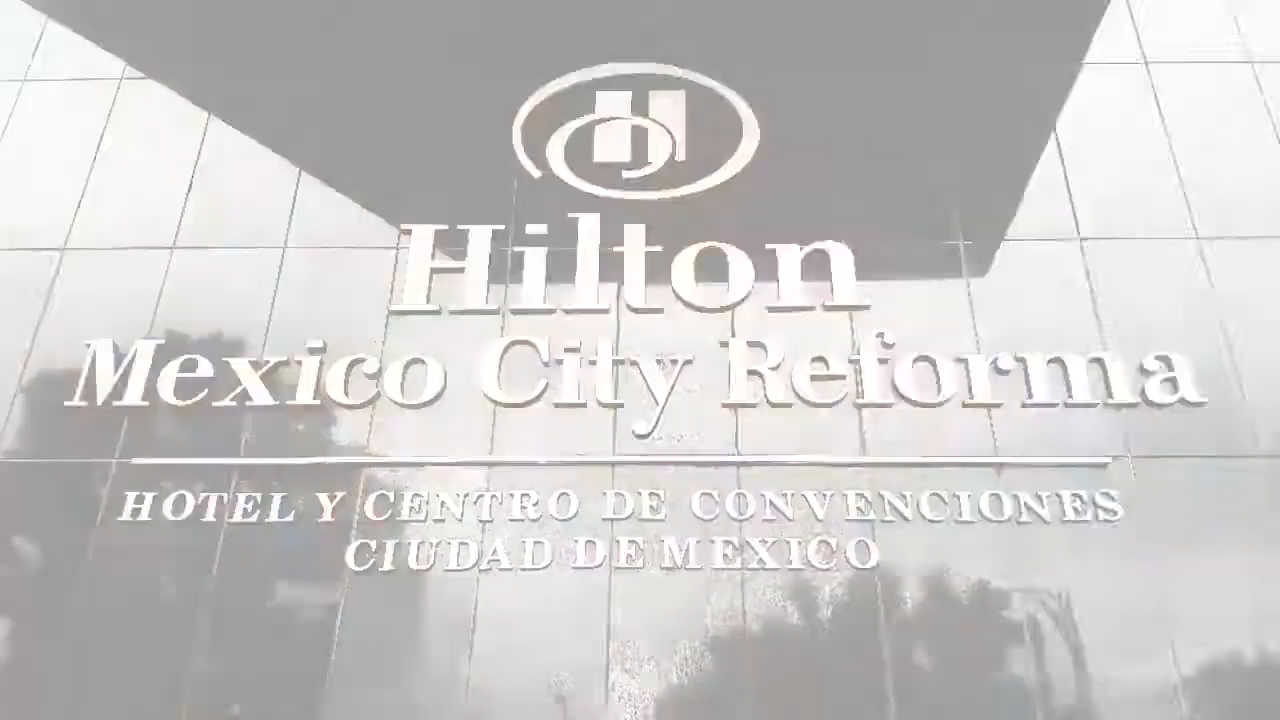 H
Hilton
Mexico City Reforma
HOTEL Y CENTRO DE CONVENCIONES
CIUDAD DE MEXICO